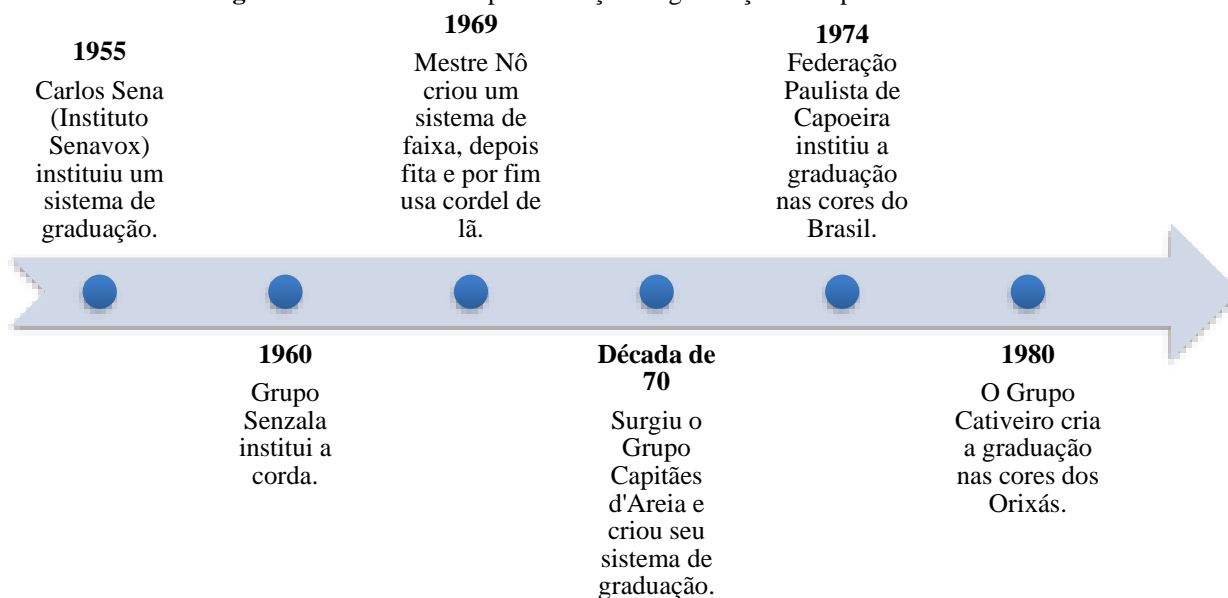 1955
Carlos Sena
(Instituto
Senavox)
instituiu um
sistema de
graduação.
1960
Grupo
Senzala
institui a
corda.
1969
Mestre Nô
criou um
sistema de
faixa, depois
fita e por fim
usa cordel de
lã.
Década de
70
Surgiu o
Grupo
Capitães
d'Areia e
criou seu
sistema de
graduação.
1974
Federação
Paulista de
Capoeira
institiu a
graduação
nas cores do
Brasil.
1980
O Grupo
Cativeiro cria
a graduação
nas cores dos
Orixás.